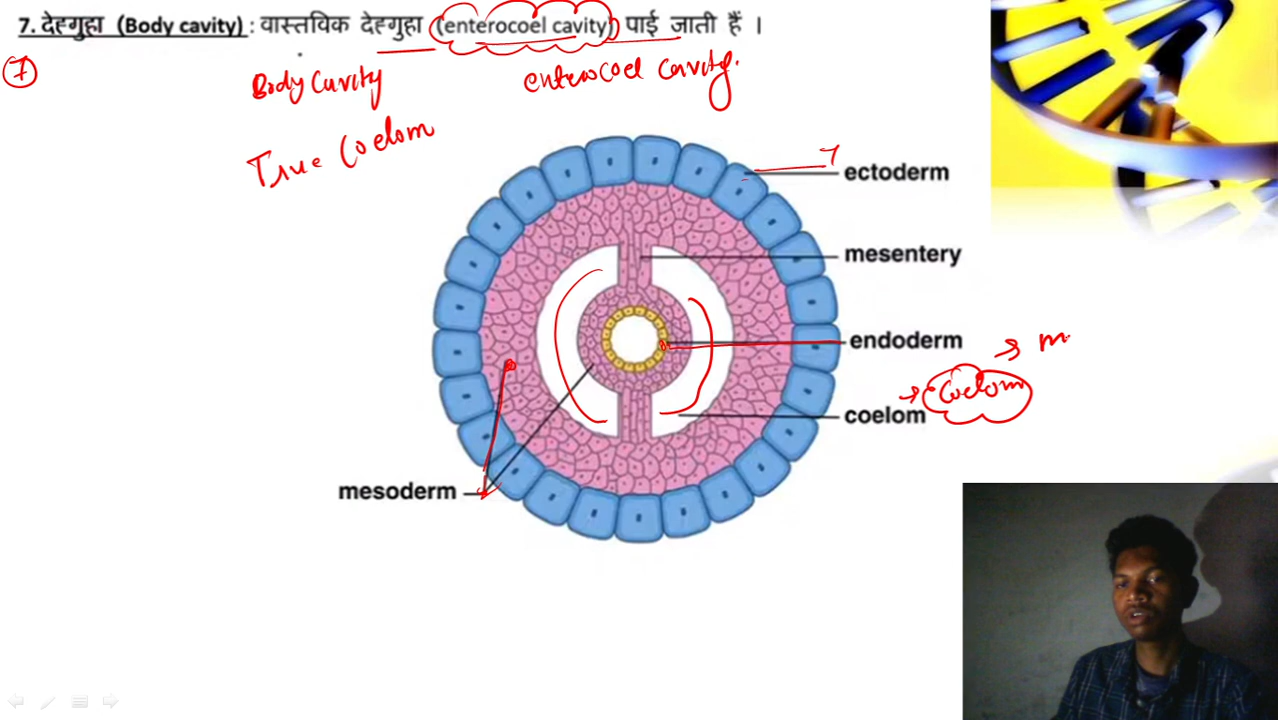 7. देहगुहा (Body cavity) : वास्तविक देहगुहा (enterocoel cavity) पाई जाती हैं ।
7
Body Cavity
enterocoel cavity.
True Coelom
ectoderm
mesentery
endoderm
→ m
→ Coelom
coelom
mesoderm